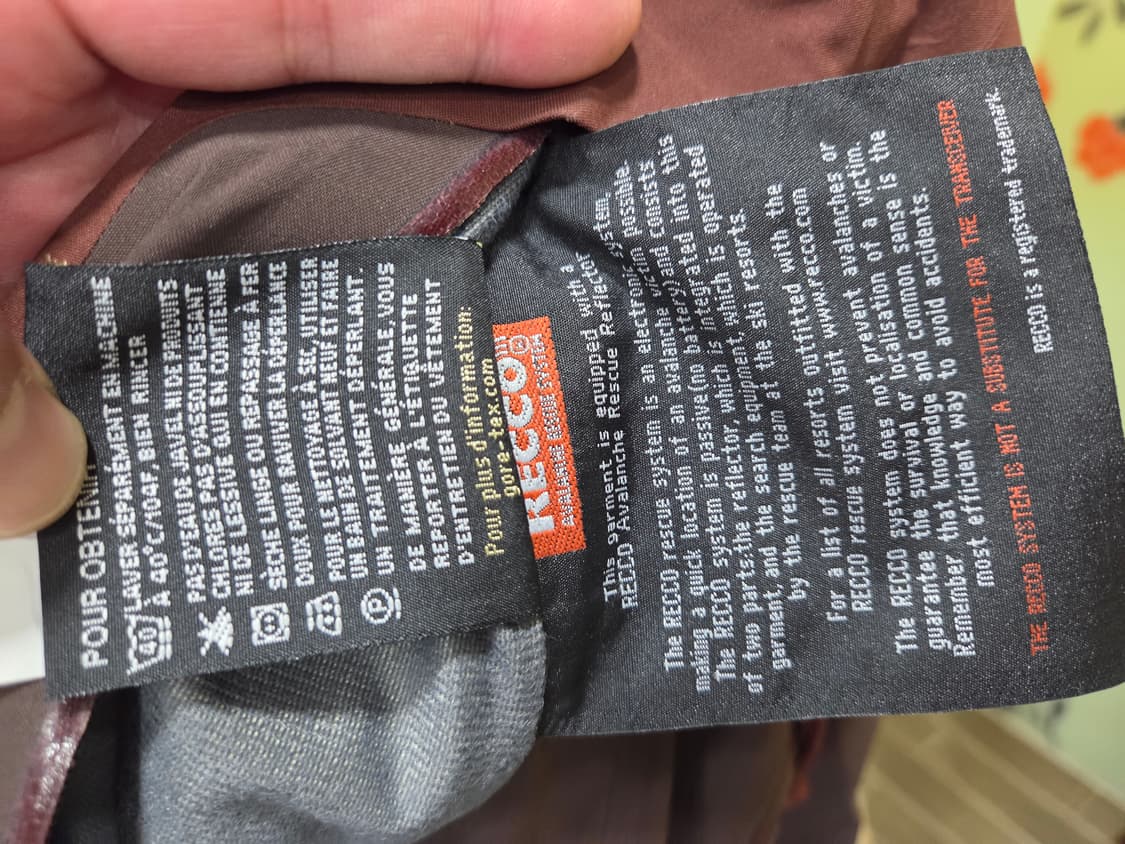 POUR OBTENIR
LAVER SÉPARÉMENT EN MACHINE
40 À 40°C/104°F, BIEN RINCER
PAS D'EAU DE JAVEL NI DE PRODUITS
CHLORÉS, PAS D'ASSOUPLISSANT
NI DE LESSIVE QUI EN CONTIENNE
SÈCHE LINGE OU REPASSAGE À FER
DOUX POUR RAVIVER LA DÉPERLANCE
POUR LE NETTOYAGE À SEC, VEILLER
UN BAIN DE SOLVANT NEUF ET FAIRE
P UN TRAITEMENT DÉPERLANT.
DE MANIÈRE GÉNÉRALE, VOUS
REPORTER À L'ÉTIQUETTE
D'ENTRETIEN DU VÊTEMENT
Pour plus d'information:
gore-tex.com
RECCO®
AVALANCHE RESCUE SYSTEM
This garment is equipped with a
RECCO Avalanche Rescue Reflector
The RECCO rescue system is an electronic system,
making a quick location of an avalanche victim possible.
The RECCO system is passive (no battery) and consists
of two parts: the reflector, which is integrated into this
garment, and the search equipment, which is operated
by the rescue team at the ski resorts.
For a list of all resorts outfitted with the
RECCO rescue system visit www.recco.com
The RECCO system does not prevent avalanches or
guarantee the survival or localisation of a victim.
Remember that knowledge and common sense is the
most efficient way to avoid accidents.
THE RECCO SYSTEM IS NOT A SUBSTITUTE FOR THE TRANSCEIVER
RECCO is a registered trademark.